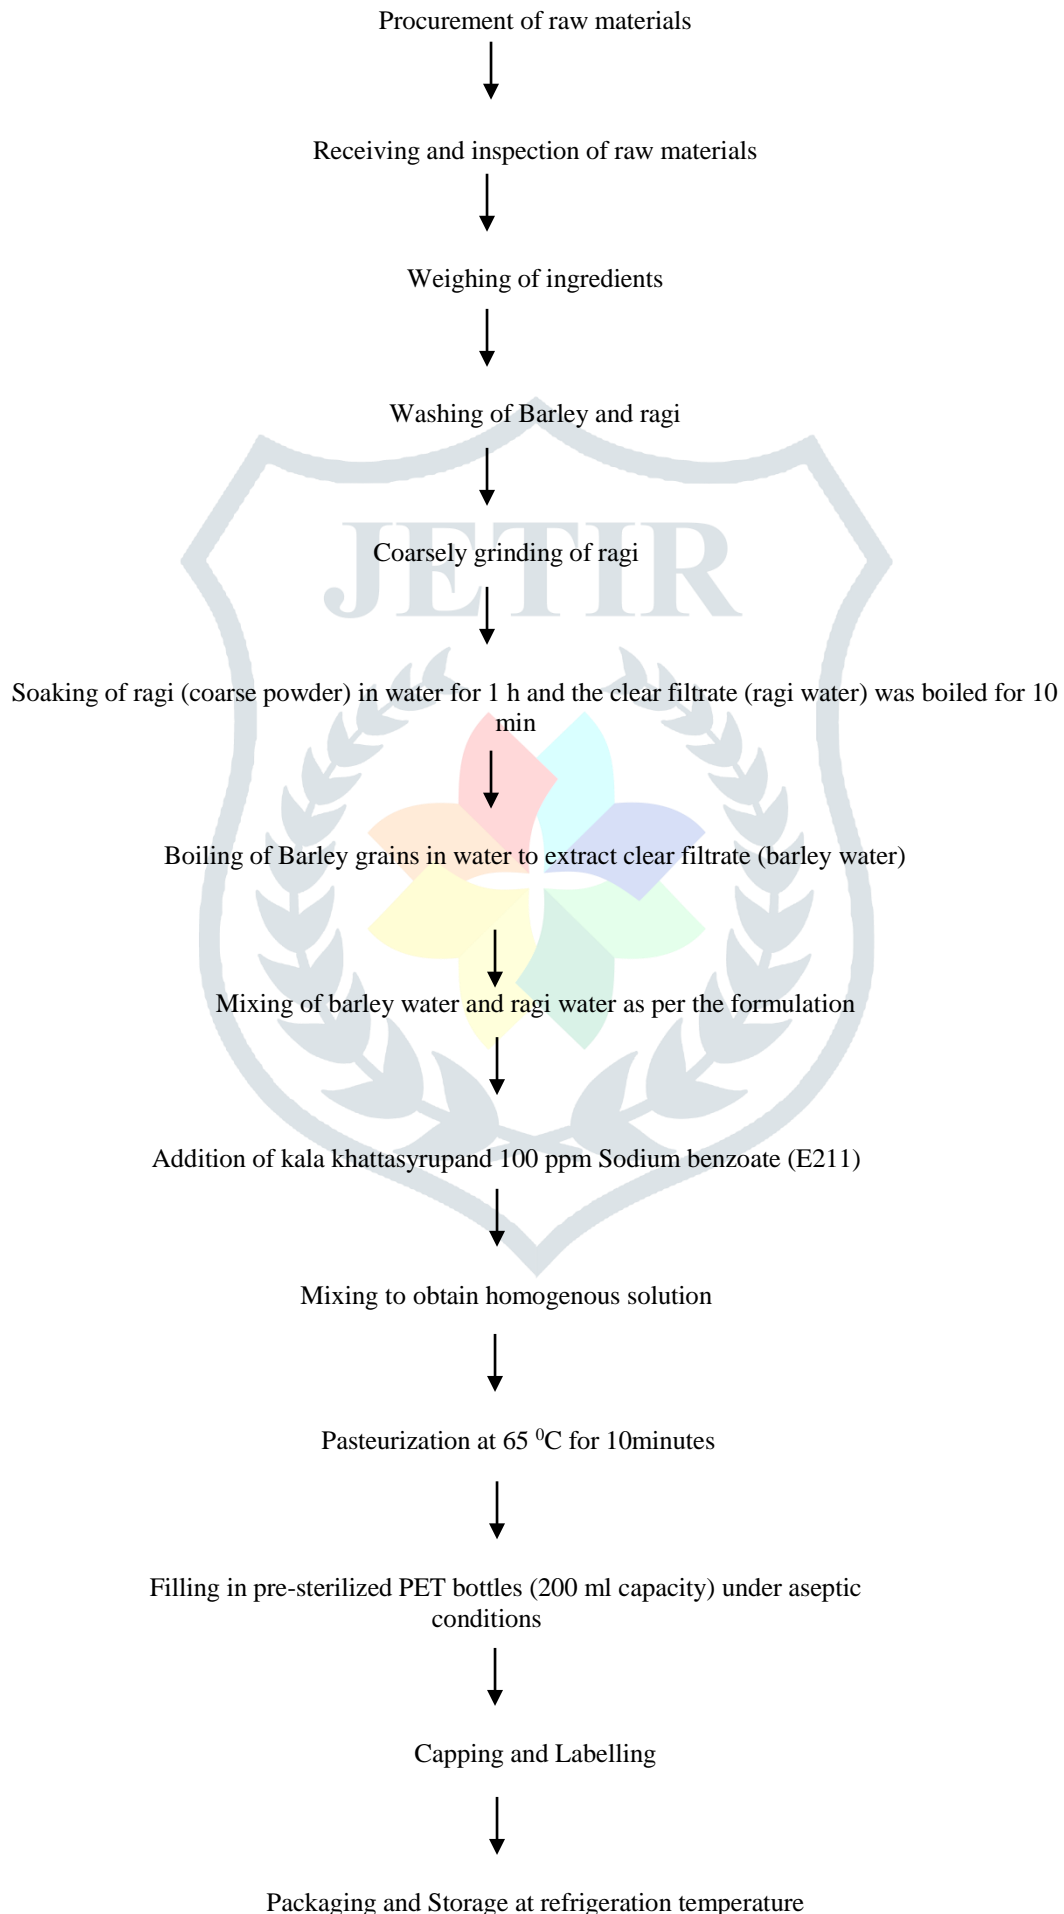 Procurement of raw materials
Receiving and inspection of raw materials
Weighing of ingredients
Washing of Barley and ragi
JETIR
Coarsely grinding of ragi
Soaking of ragi (coarse powder) in water for 1 h and the clear filtrate (ragi water) was boiled for 10
min
Boiling of Barley grains in water to extract clear filtrate (barley water)
Mixing of barley water and ragi water as per the formulation
Addition of kala khattasyrupand 100 ppm Sodium benzoate (E211)
Mixing to obtain homogenous solution
Pasteurization at 65 ⁰C for 10minutes
Filling in pre-sterilized PET bottles (200 ml capacity) under aseptic
conditions
Capping and Labelling
Packaging and Storage at refrigeration temperature